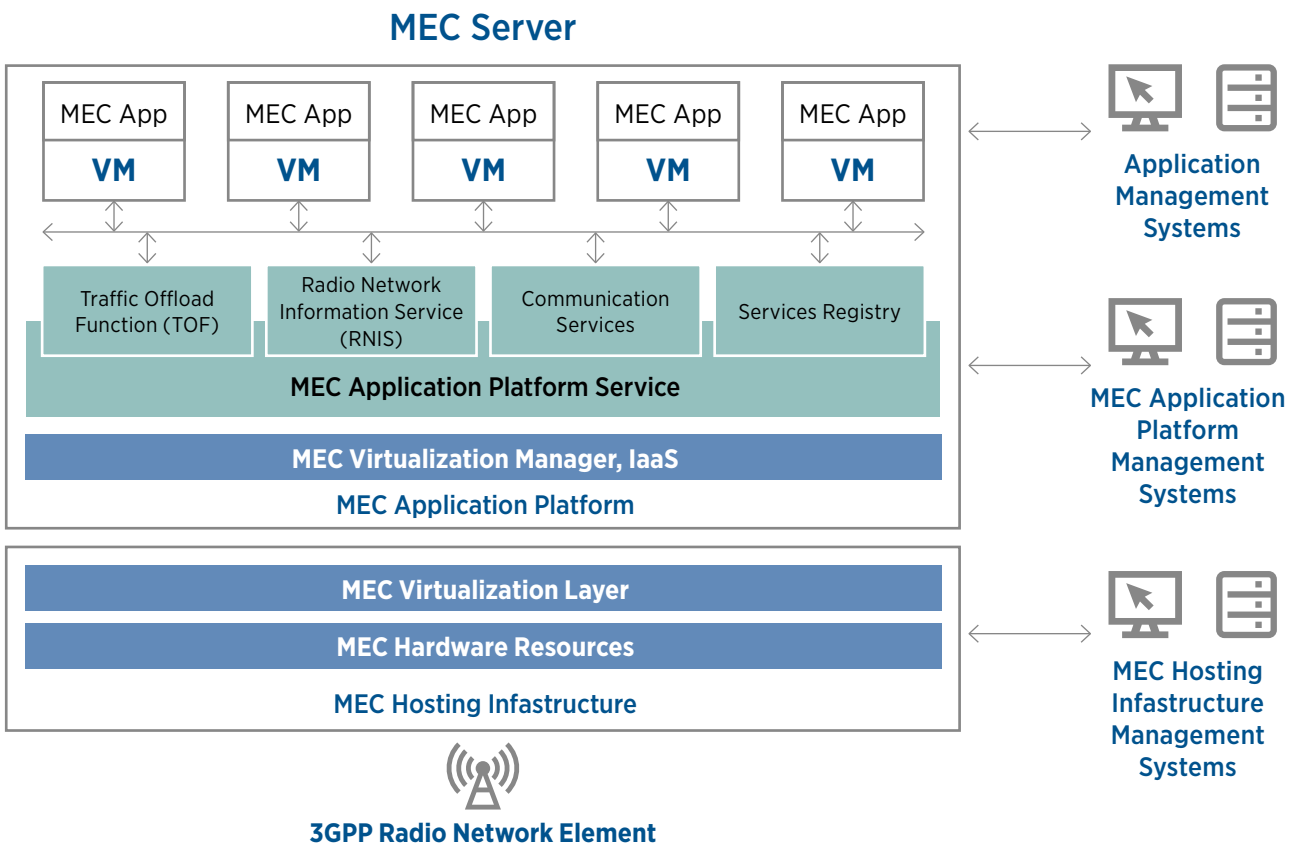 MEC Server
MEC App
VM
MEC App
VM
MEC App
VM
MEC App
VM
MEC App
VM
Traffic Offload
Function (TOF)
Radio Network
Information Service
(RNIS)
Communication
Services
Services Registry
MEC Application Platform Service
MEC Virtualization Manager, IaaS
MEC Application Platform
MEC Virtualization Layer
MEC Hardware Resources
MEC Hosting Infastructure
3GPP Radio Network Element
Application
Management
Systems
MEC Application
Platform
Management
Systems
MEC Hosting
Infastructure
Management
Systems